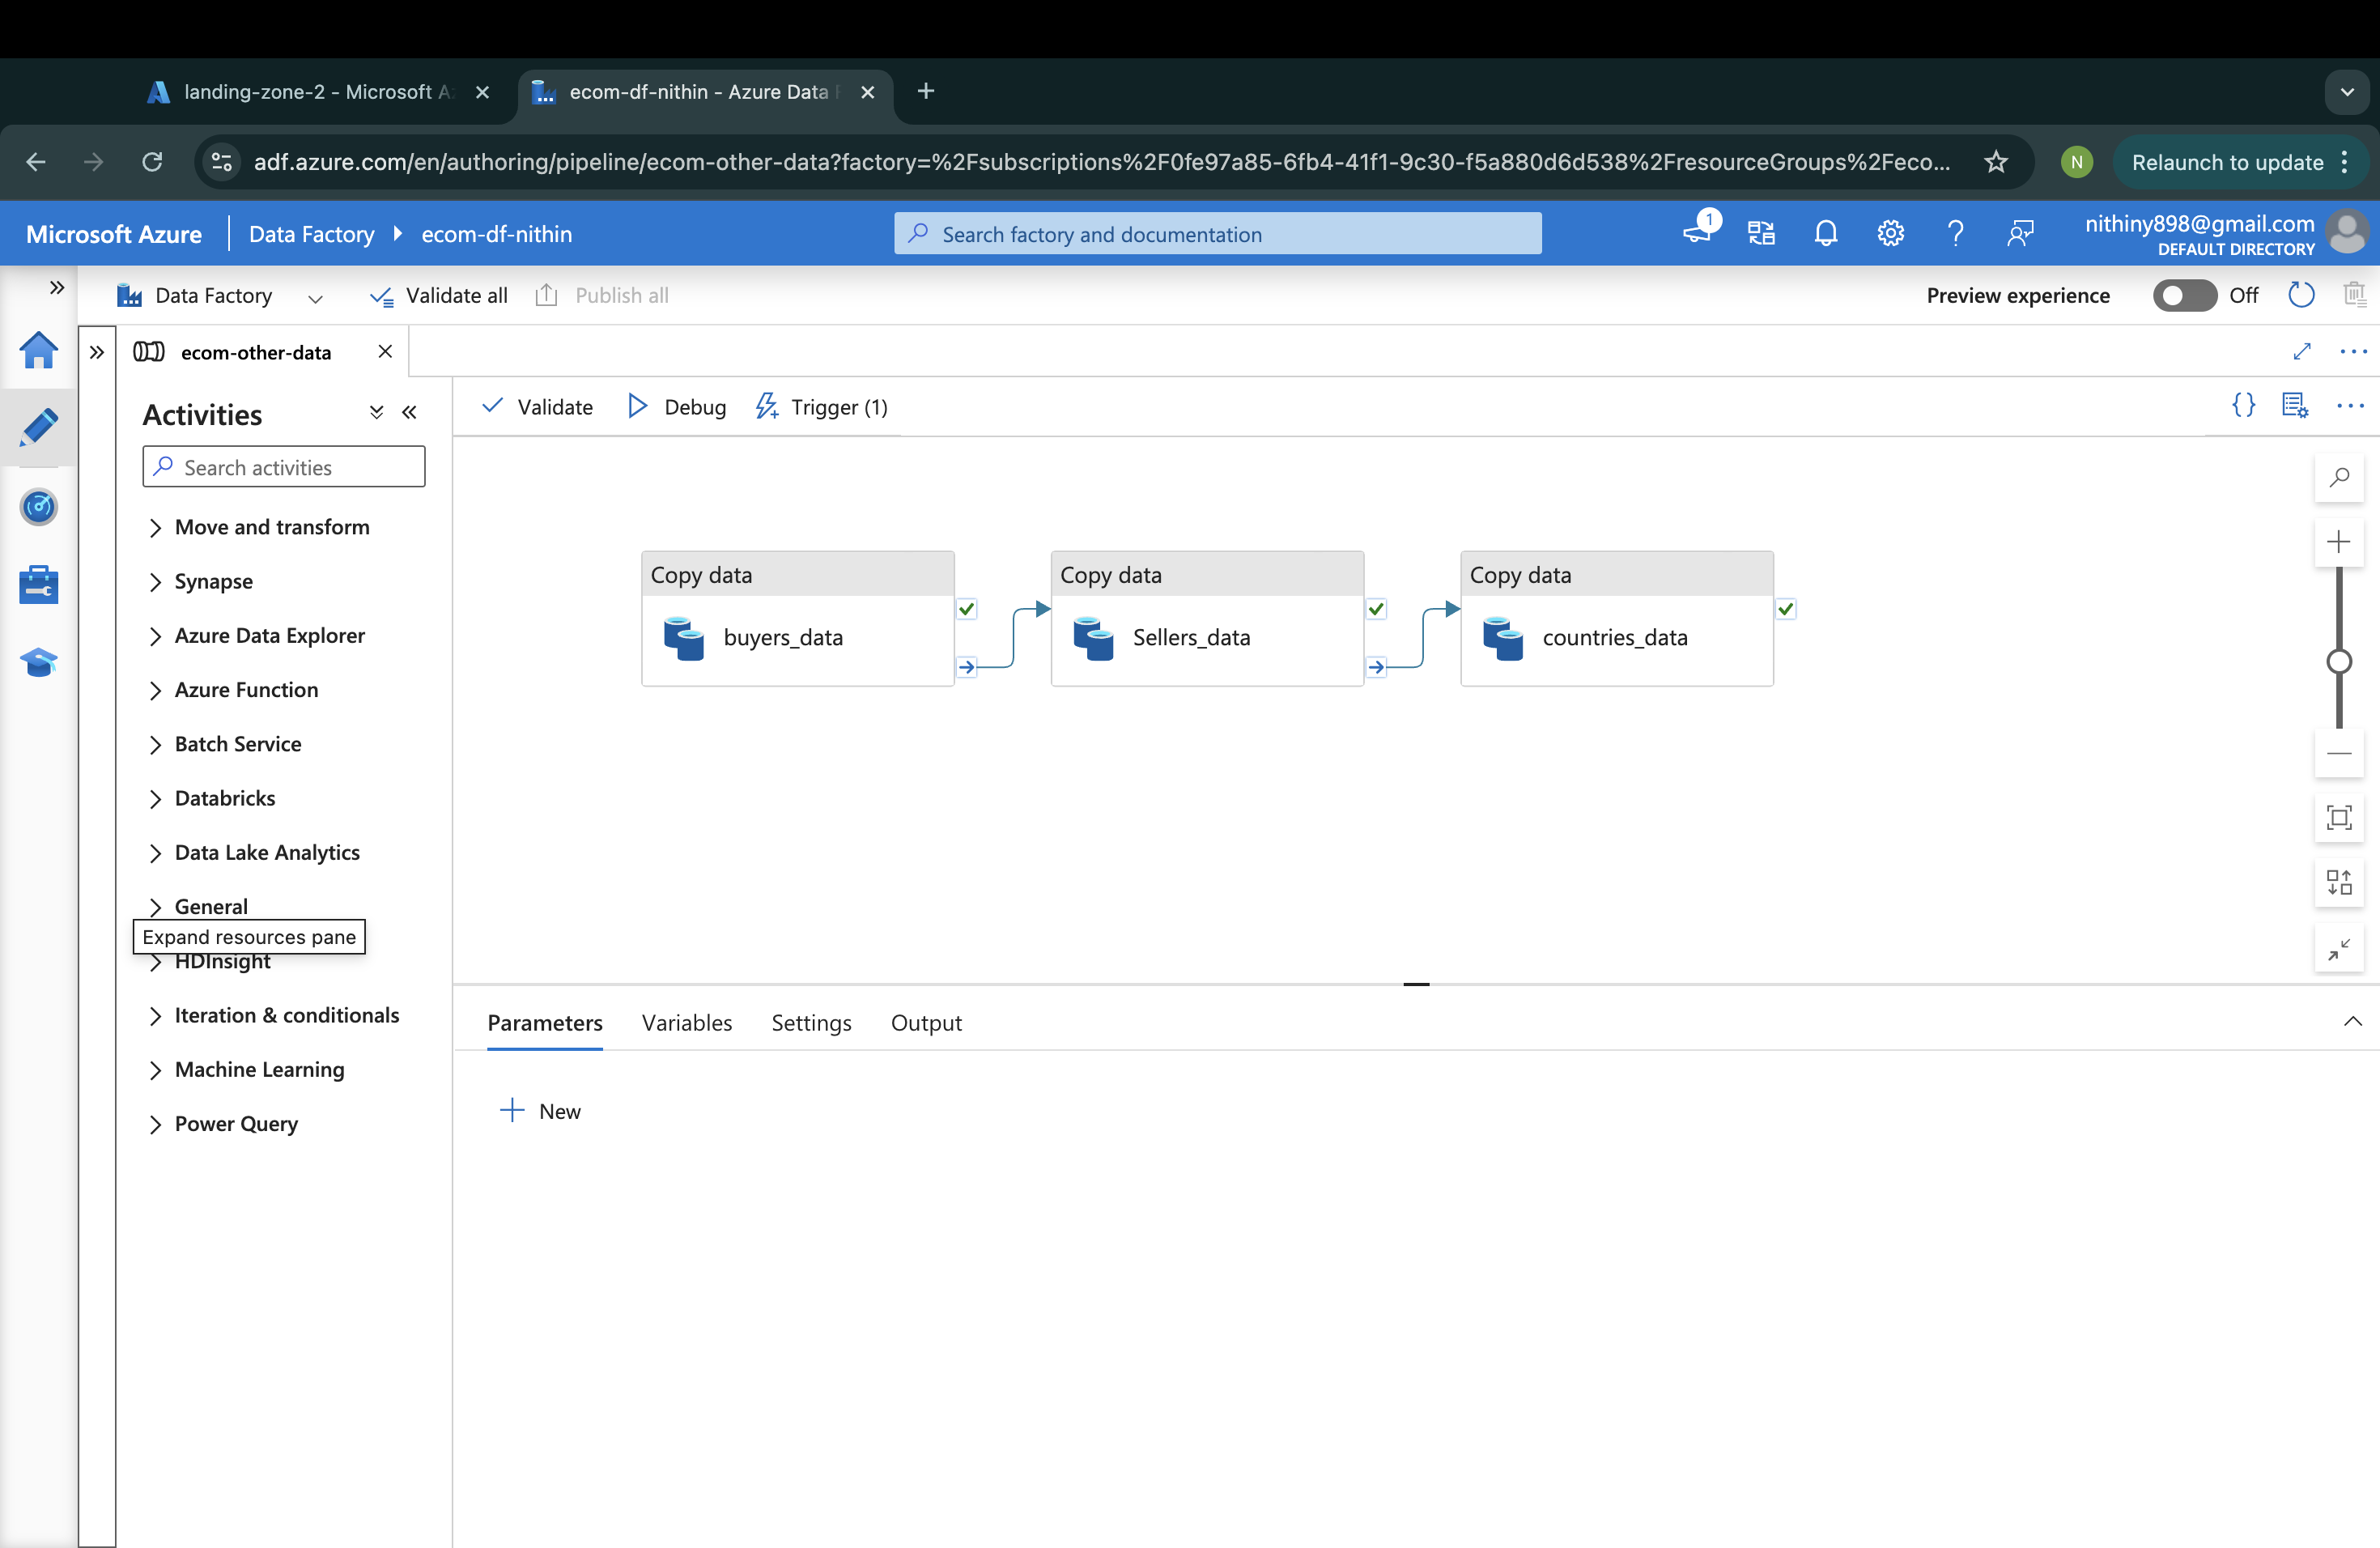 landing-zone-2 - Microsoft A
ecom-df-nithin - Azure Data
adf.azure.com/en/authoring/pipeline/ecom-other-data?factory=%2Fsubscriptions%2F0fe97a85-6fb4-41f1-9c30-f5a880d6d538%2FresourceGroups%2Feco...
N
Relaunch to update
Microsoft Azure
Data Factory
ecom-df-nithin
Search factory and documentation
1
nithiny898@gmail.com
DEFAULT DIRECTORY
Data Factory
Validate all
Publish all
Preview experience
Off
ecom-other-data
Activities
Validate
Debug
Trigger (1)
Search activities
Move and transform
Synapse
Azure Data Explorer
Azure Function
Batch Service
Databricks
Data Lake Analytics
General
Expand resources pane
HDInsight
Iteration & conditionals
Machine Learning
Power Query
Copy data
buyers_data
Copy data
Sellers_data
Copy data
countries_data
Parameters
Variables
Settings
Output
New